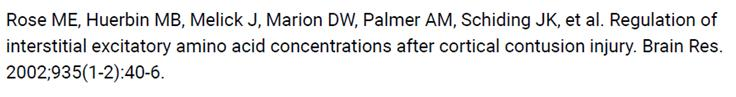 Rose ME, Huerbin MB, Melick J, Marion DW, Palmer AM, Schiding JK, et al. Regulation of
interstitial excitatory amino acid concentrations after cortical contusion injury. Brain Res.
2002;935(1-2):40-6.